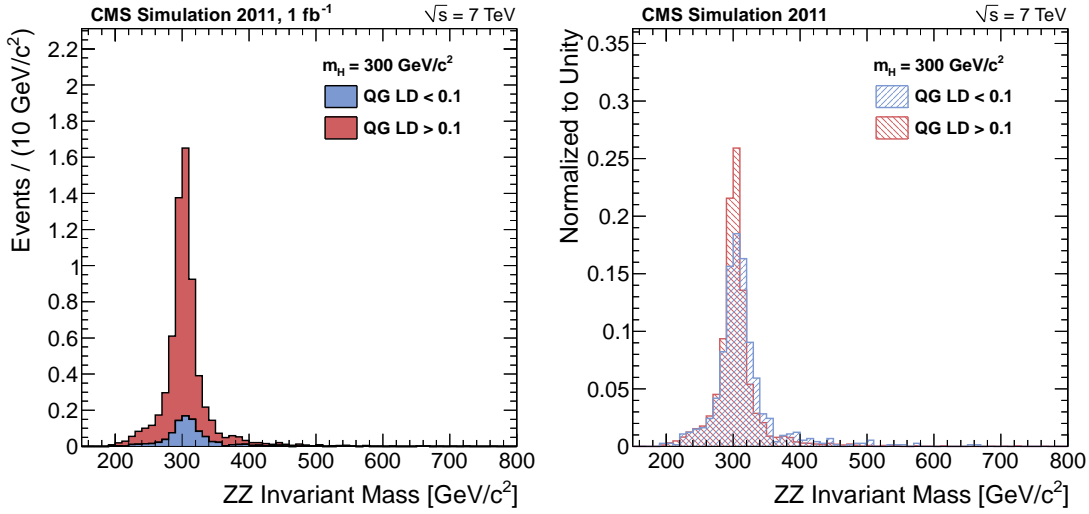 CMS Simulation 2011, 1 fb⁻¹ √s = 7 TeV
Events / (10 GeV/c²)
2.2
2
1.8
1.6
1.4
1.2
1
0.8
0.6
0.4
0.2
0
m_H = 300 GeV/c²
QG LD < 0.1
QG LD > 0.1
200 300 400 500 600 700 800
ZZ Invariant Mass [GeV/c²]
CMS Simulation 2011 √s = 7 TeV
Normalized to Unity
0.35
0.3
0.25
0.2
0.15
0.1
0.05
0
m_H = 300 GeV/c²
QG LD < 0.1
QG LD > 0.1
200 300 400 500 600 700 800
ZZ Invariant Mass [GeV/c²]